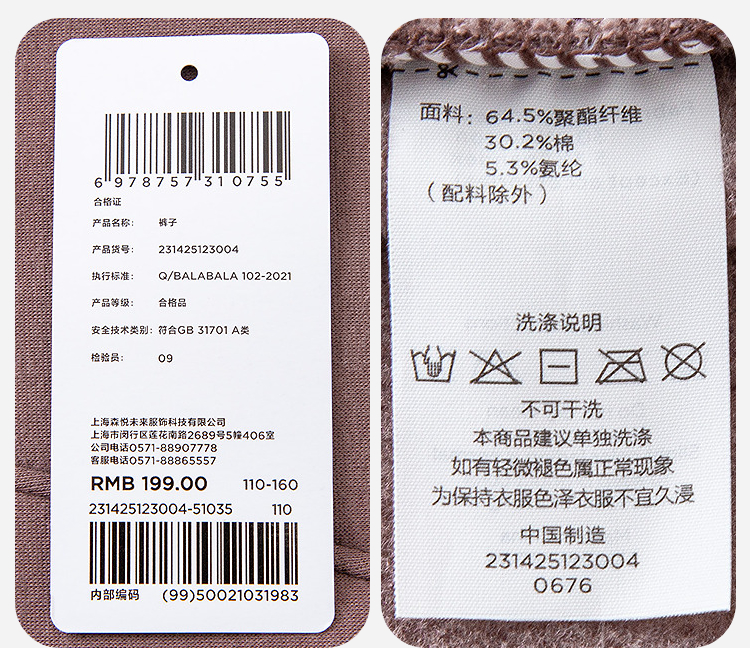 6 978757 310755
合格证
产品名称: 裤子
产品货号: 231425123004
执行标准: Q/BALABALA 102-2021
产品等级: 合格品
安全技术类别: 符合GB 31701 A类
检验员: 09
上海森悦未来服饰科技有限公司
上海市闵行区莲花南路2689号5幢406室
公司电话0571-88907778
客服电话0571-88865557
RMB 199.00 110-160
231425123004-51035 110
内部编码 (99)50021031983
面料: 64.5%聚酯纤维
30.2%棉
5.3%氨纶
(配料除外)
洗涤说明
不可干洗
本商品建议单独洗涤
如有轻微褪色属正常现象
为保持衣服色泽衣服不宜久浸
中国制造
231425123004
0676